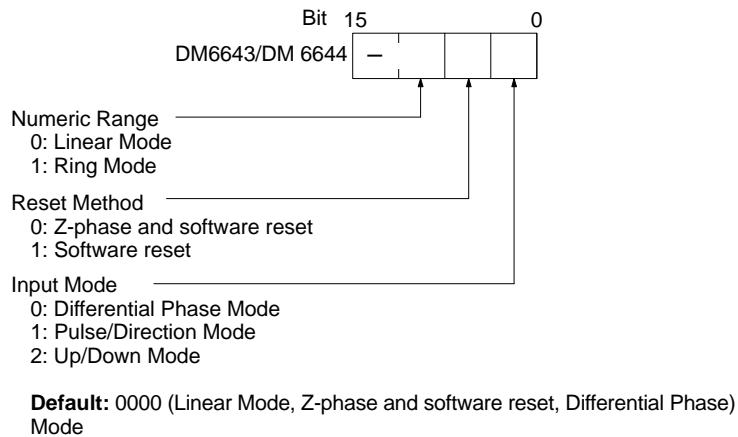 Bit 15 0
DM6643/DM 6644 –
Numeric Range
0: Linear Mode
1: Ring Mode
Reset Method
0: Z-phase and software reset
1: Software reset
Input Mode
0: Differential Phase Mode
1: Pulse/Direction Mode
2: Up/Down Mode
Default: 0000 (Linear Mode, Z-phase and software reset, Differential Phase)
Mode